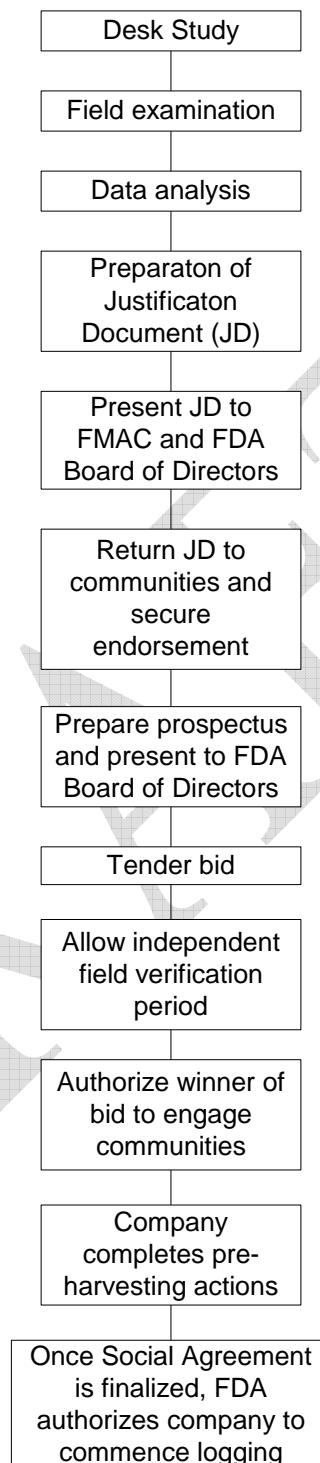 Desk Study
Field examination
Data analysis
Preparaton of
Justificaton
Document (JD)
Present JD to
FMAC and FDA
Board of Directors
Return JD to
communities and
secure
endorsement
Prepare prospectus
and present to FDA
Board of Directors
Tender bid
Allow independent
field verification
period
Authorize winner of
bid to engage
communities
Company
completes pre-
harvesting actions
Once Social Agreement
is finalized, FDA
authorizes company to
commence logging